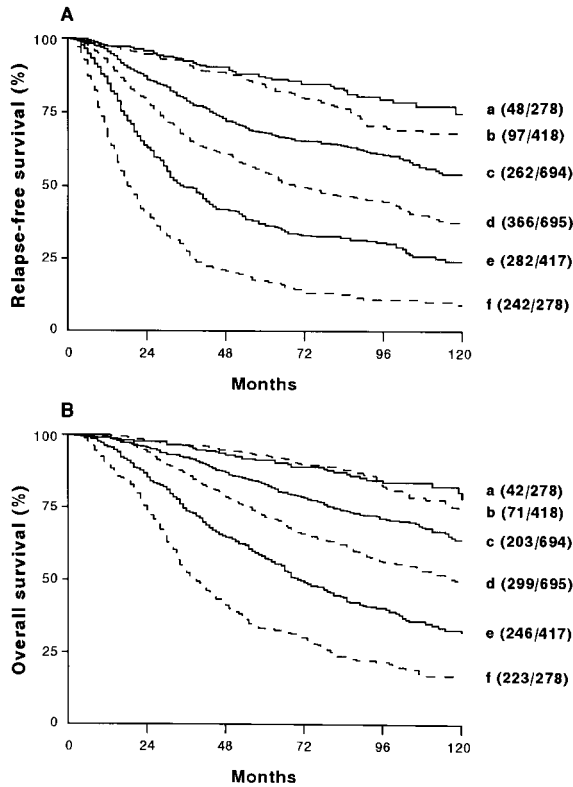 A
Relapse-free survival (%)
100
75
50
25
0
a (48/278)
b (97/418)
c (262/694)
d (366/695)
e (282/417)
f (242/278)
0 24 48 72 96 120
Months
B
Overall survival (%)
100
75
50
25
0
a (42/278)
b (71/418)
c (203/694)
d (299/695)
e (246/417)
f (223/278)
0 24 48 72 96 120
Months